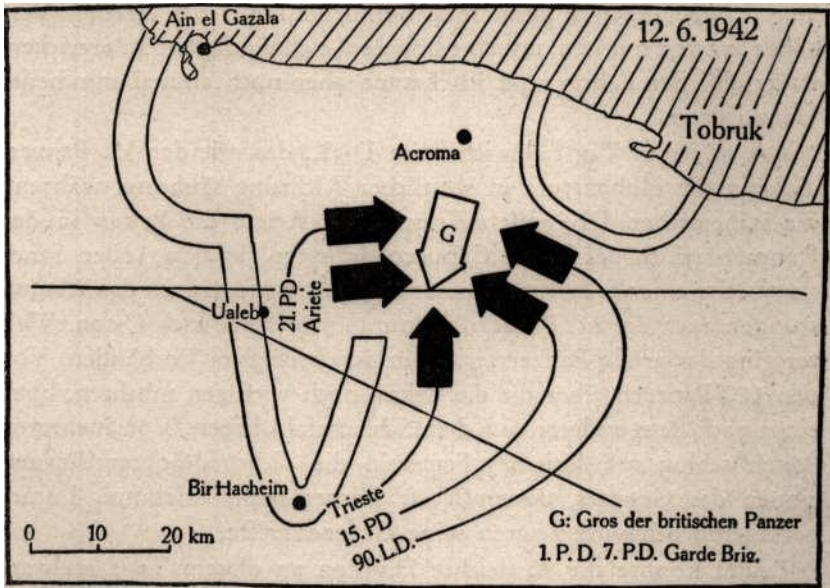 Ain el Gazala
12. 6. 1942
Tobruk
Acroma
G
21. PD
Ariete
Ualeb
Bir Hacheim
Trieste
15. PD
90. L.D.
0 10 20 km
G: Gros der britischen Panzer
1. P. D. 7. P.D. Garde Brig.